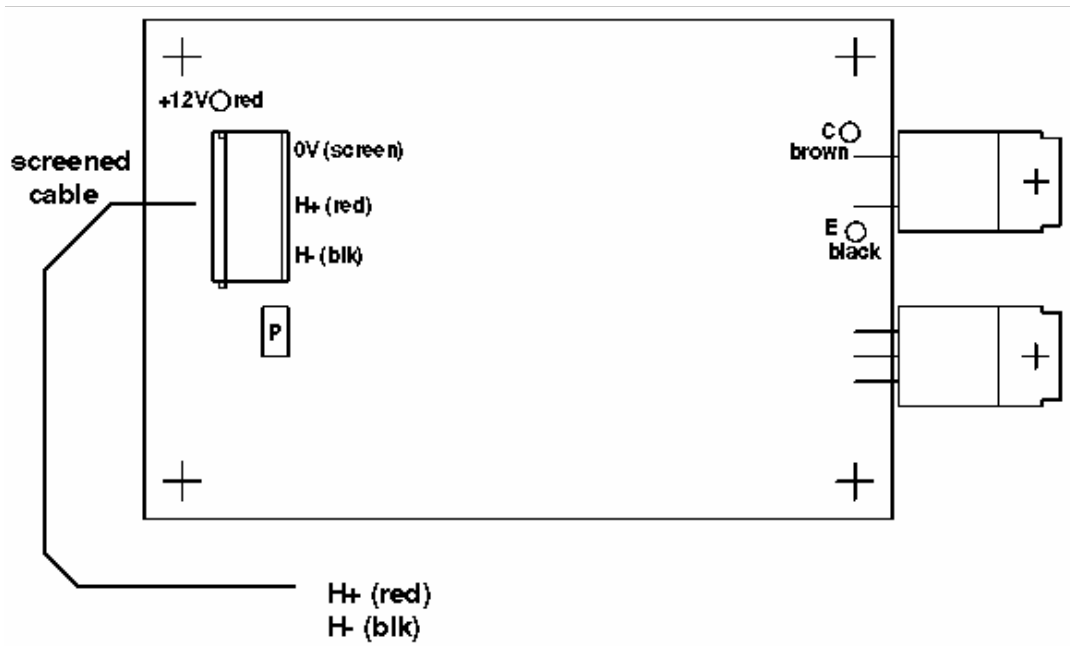 +12V red
0V (screen)
screened
cable
H+ (red)
H- (blk)
P
C
brown
E
black
H+ (red)
H- (blk)